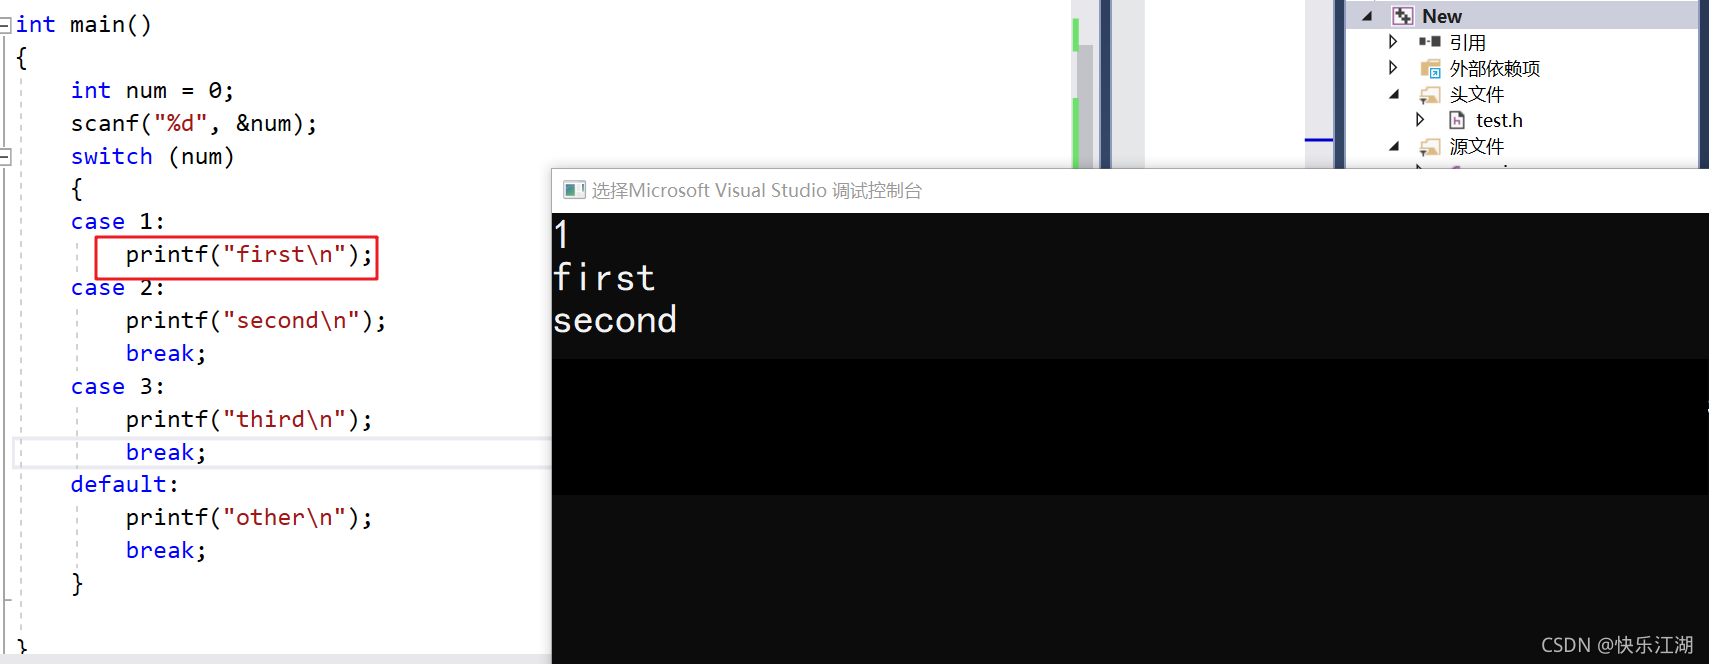 int main()
{
int num = 0;
scanf("%d", &num);
switch (num)
{
case 1:
printf("first\n");
case 2:
printf("second\n");
break;
case 3:
printf("third\n");
break;
default:
printf("other\n");
break;
}
}
New
引用
外部依赖项
头文件
test.h
源文件
选择Microsoft Visual Studio 调试控制台
1
first
second
CSDN @快乐江湖